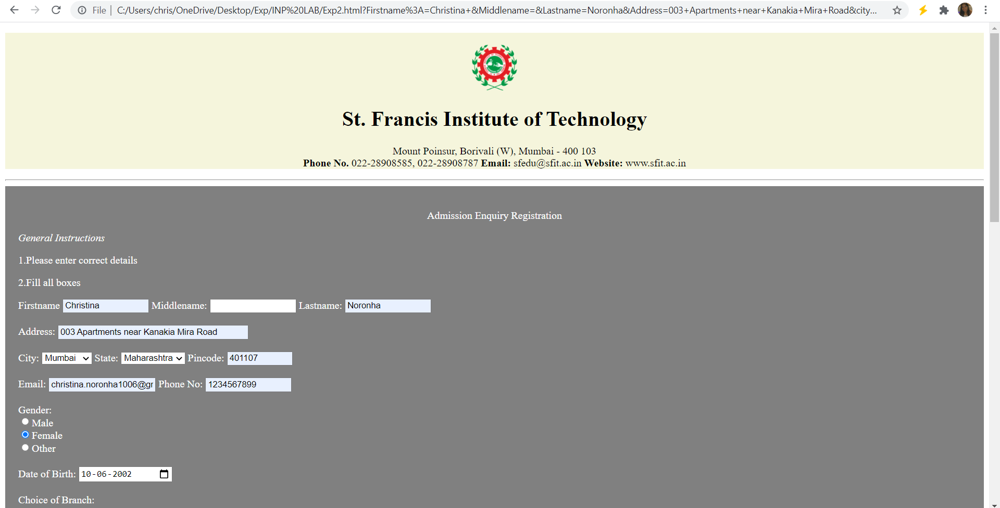 File | C:/Users/chris/OneDrive/Desktop/Exp/INP%20LAB/Exp2.html?Firstname%3A=Christina+&Middlename=&Lastname=Noronha&Address=003+Apartments+near+Kanakia+Mira+Road&city...
St. Francis Institute of Technology
Mount Poinsur, Borivali (W), Mumbai - 400 103
Phone No. 022-28908585, 022-28908787 Email: sfedu@sfit.ac.in Website: www.sfit.ac.in
Admission Enquiry Registration
General Instructions
1.Please enter correct details
2.Fill all boxes
Firstname Christina Middlename: Lastname: Noronha
Address: 003 Apartments near Kanakia Mira Road
City: Mumbai State: Maharashtra Pincode: 401107
Email: christina.noronha1006@gr Phone No: 1234567899
Gender:
Male
Female
Other
Date of Birth: 10-06-2002
Choice of Branch: